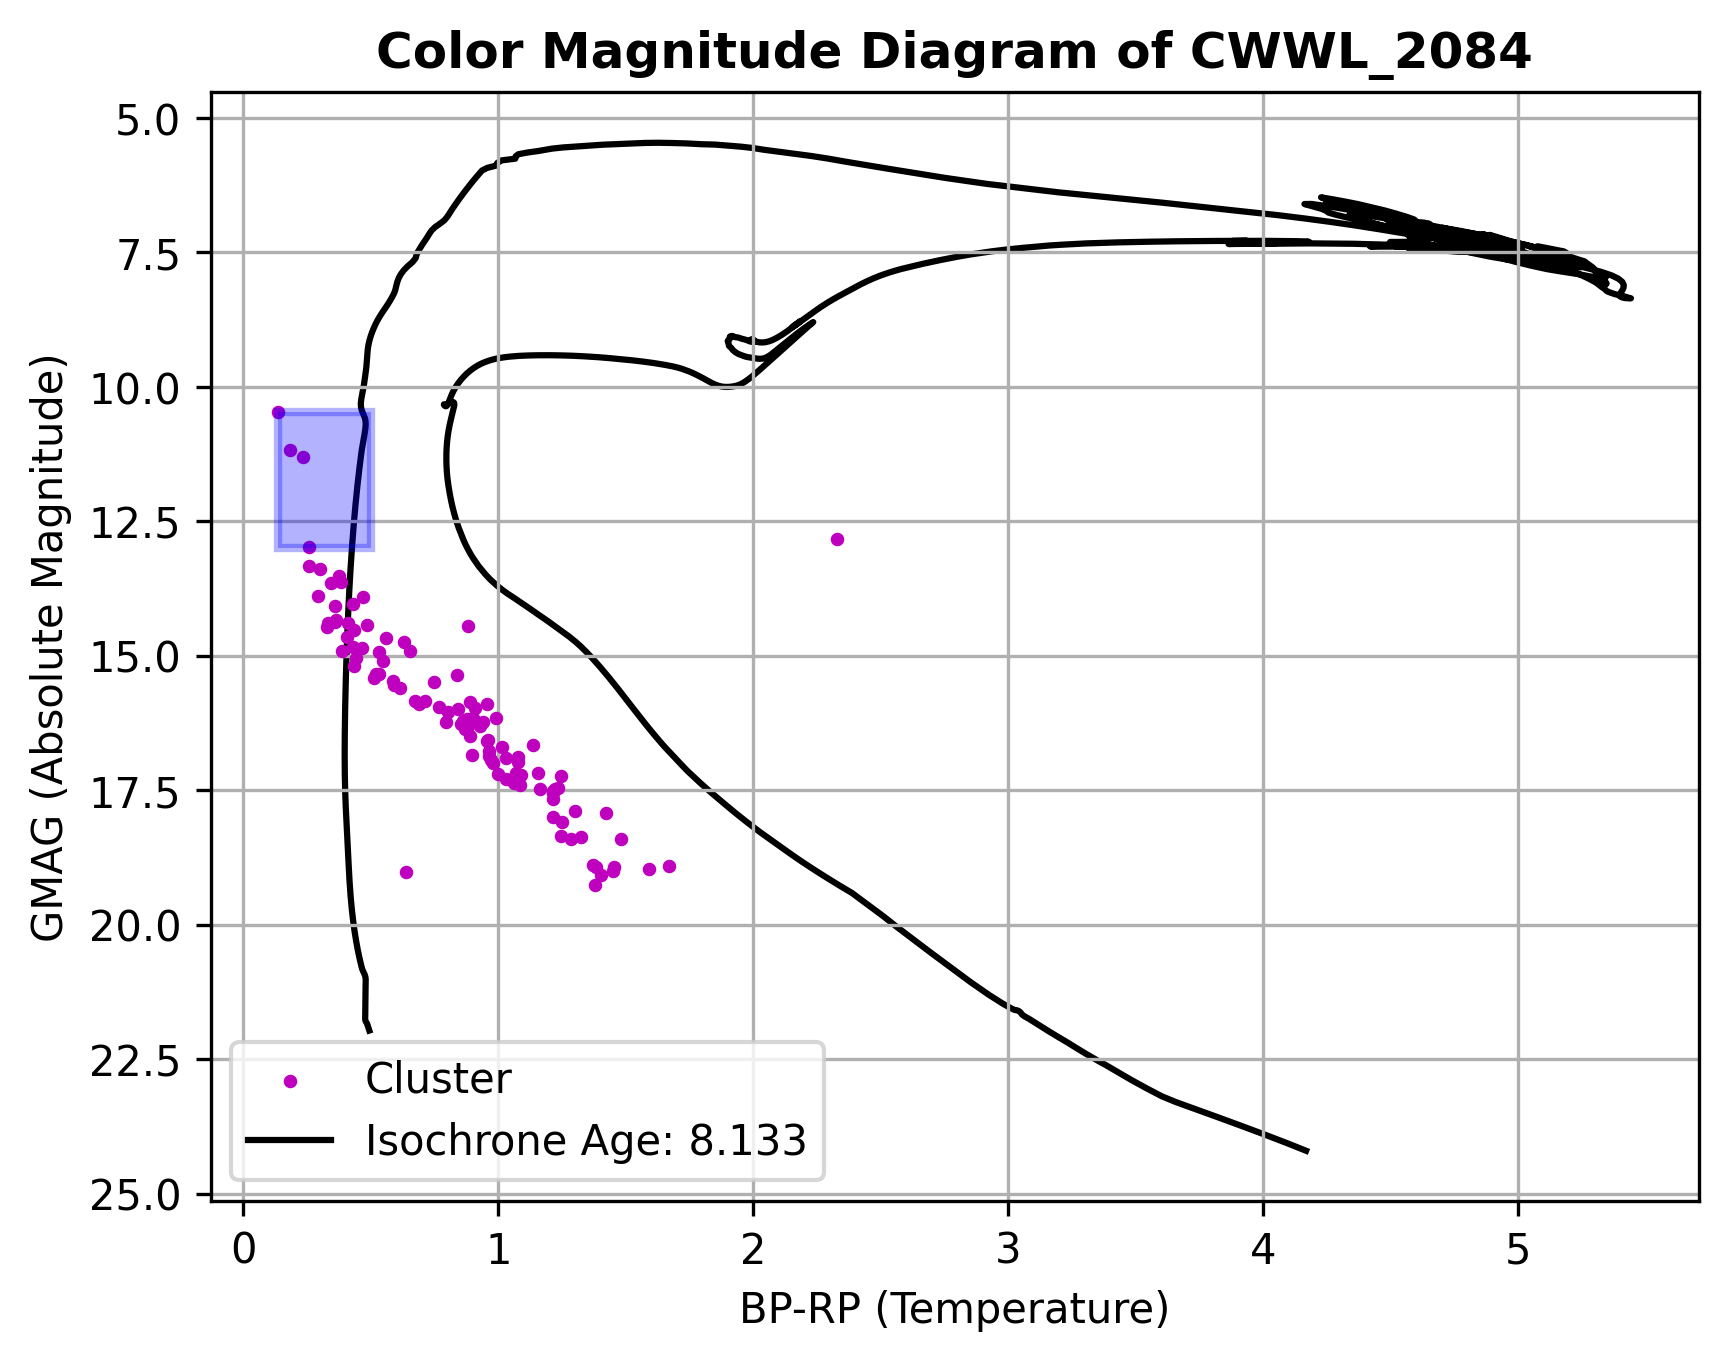 Color Magnitude Diagram of CWWL_2084
GMAG (Absolute Magnitude)
5.0
7.5
10.0
12.5
15.0
17.5
20.0
22.5
25.0
Cluster
Isochrone Age: 8.133
0 1 2 3 4 5
BP-RP (Temperature)